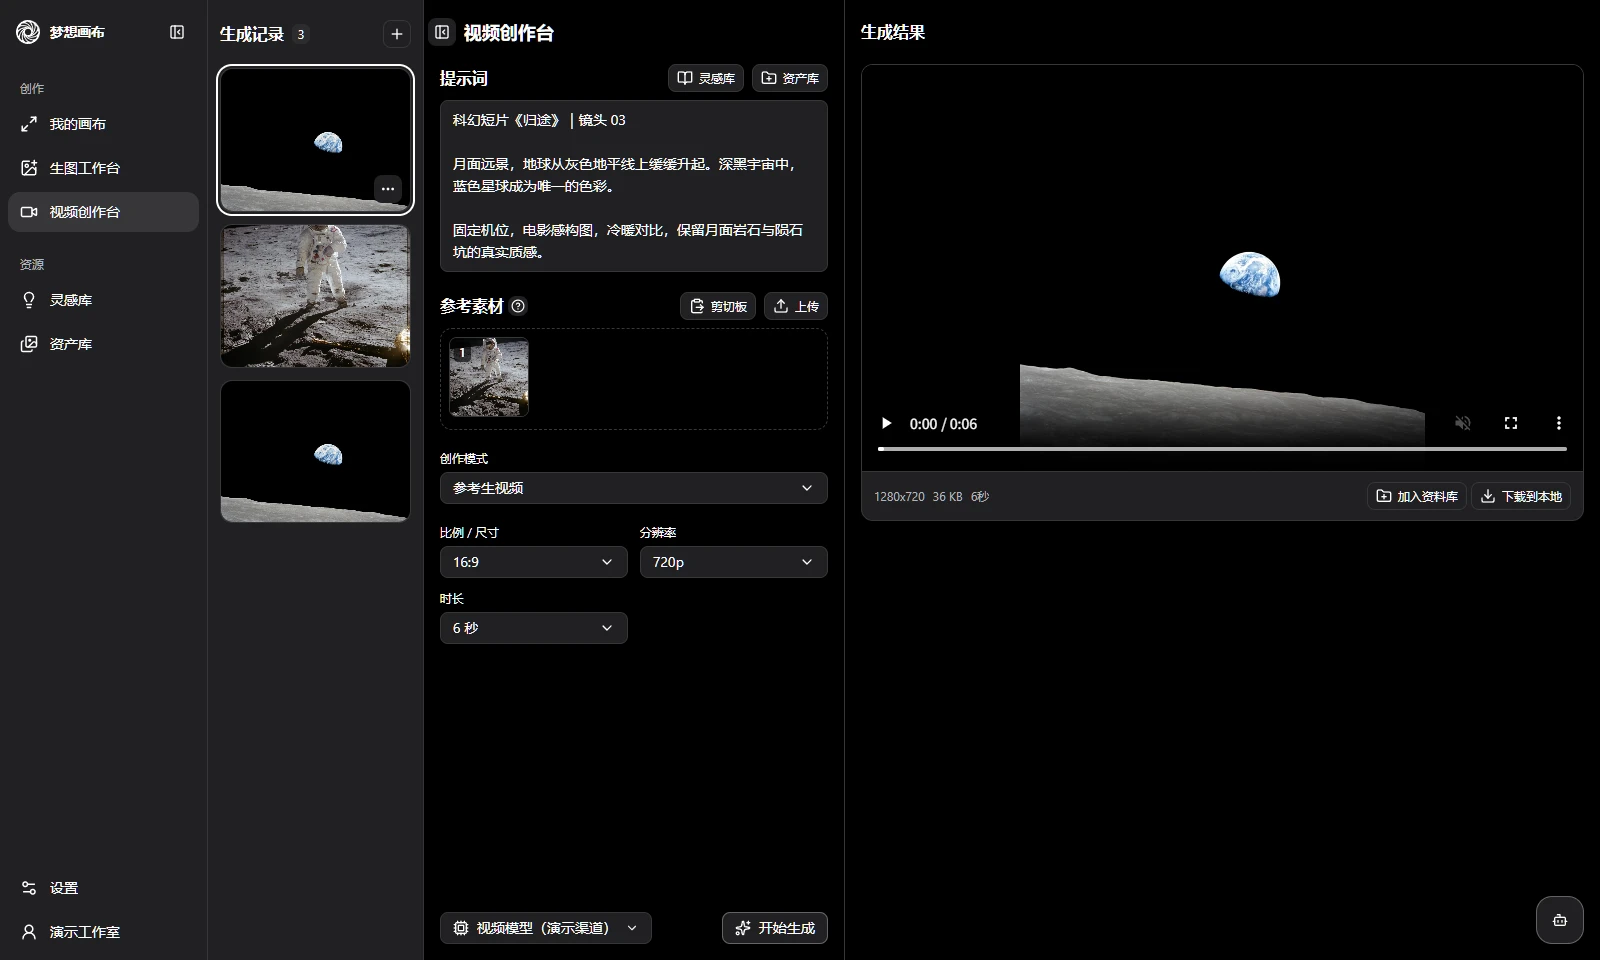 梦想画布
创作
我的画布
生图工作台
视频创作台
资源
灵感库
资产库
设置
演示工作室
生成记录 3
视频创作台
提示词
灵感库
资产库
科幻短片《归途》 | 镜头 03
月面远景，地球从灰色地平线上缓缓升起。深黑宇宙中，
蓝色星球成为唯一的色彩。
固定机位，电影感构图，冷暖对比，保留月面岩石与陨石
坑的真实质感。
参考素材
剪切板
上传
1
创作模式
参考生视频
比例 / 尺寸
分辨率
16:9
720p
时长
6 秒
视频模型（演示渠道）
开始生成
生成结果
0:00 / 0:06
1280x720 36 KB 6秒
加入资料库
下载到本地